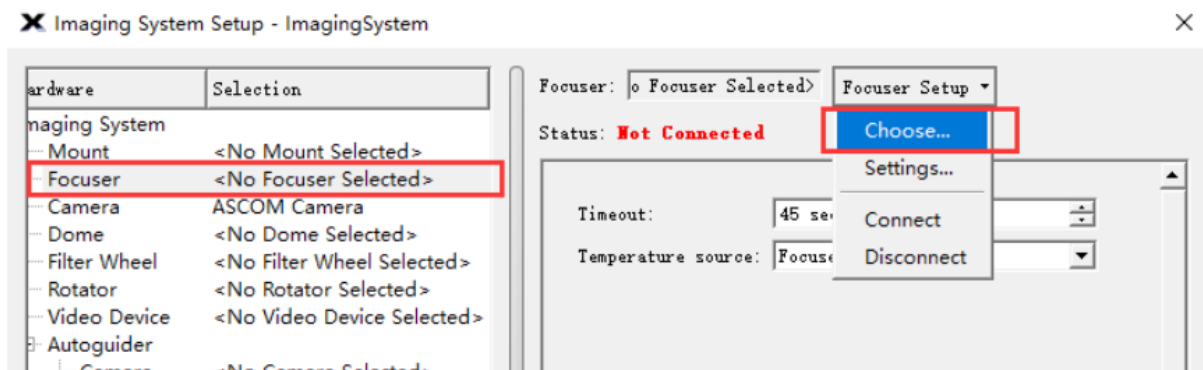 Imaging System Setup - ImagingSystem
ardware Selection
maging System
Mount <No Mount Selected>
Focuser <No Focuser Selected>
Camera ASCOM Camera
Dome <No Dome Selected>
Filter Wheel <No Filter Wheel Selected>
Rotator <No Rotator Selected>
Video Device <No Video Device Selected>
Autoguider
Focuser: o Focuser Selected> Focuser Setup
Status: Not Connected
Choose...
Settings...
Connect
Disconnect
Timeout: 45 se
Temperature source: Focuse